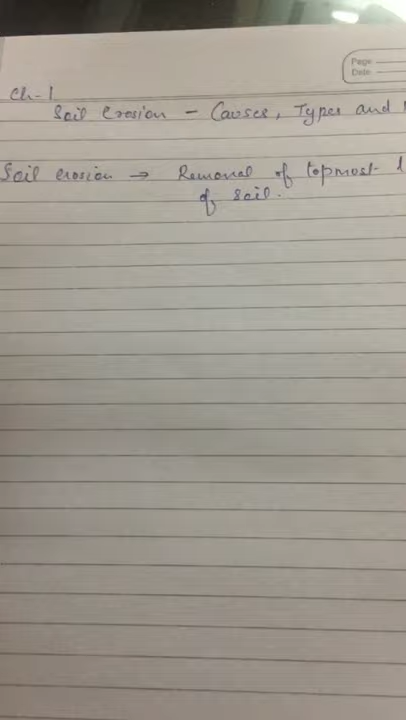 Page
Date
Ch-1
Soil Erosion - Causes, Types and
Soil erosion → Removal of topmost
of soil.